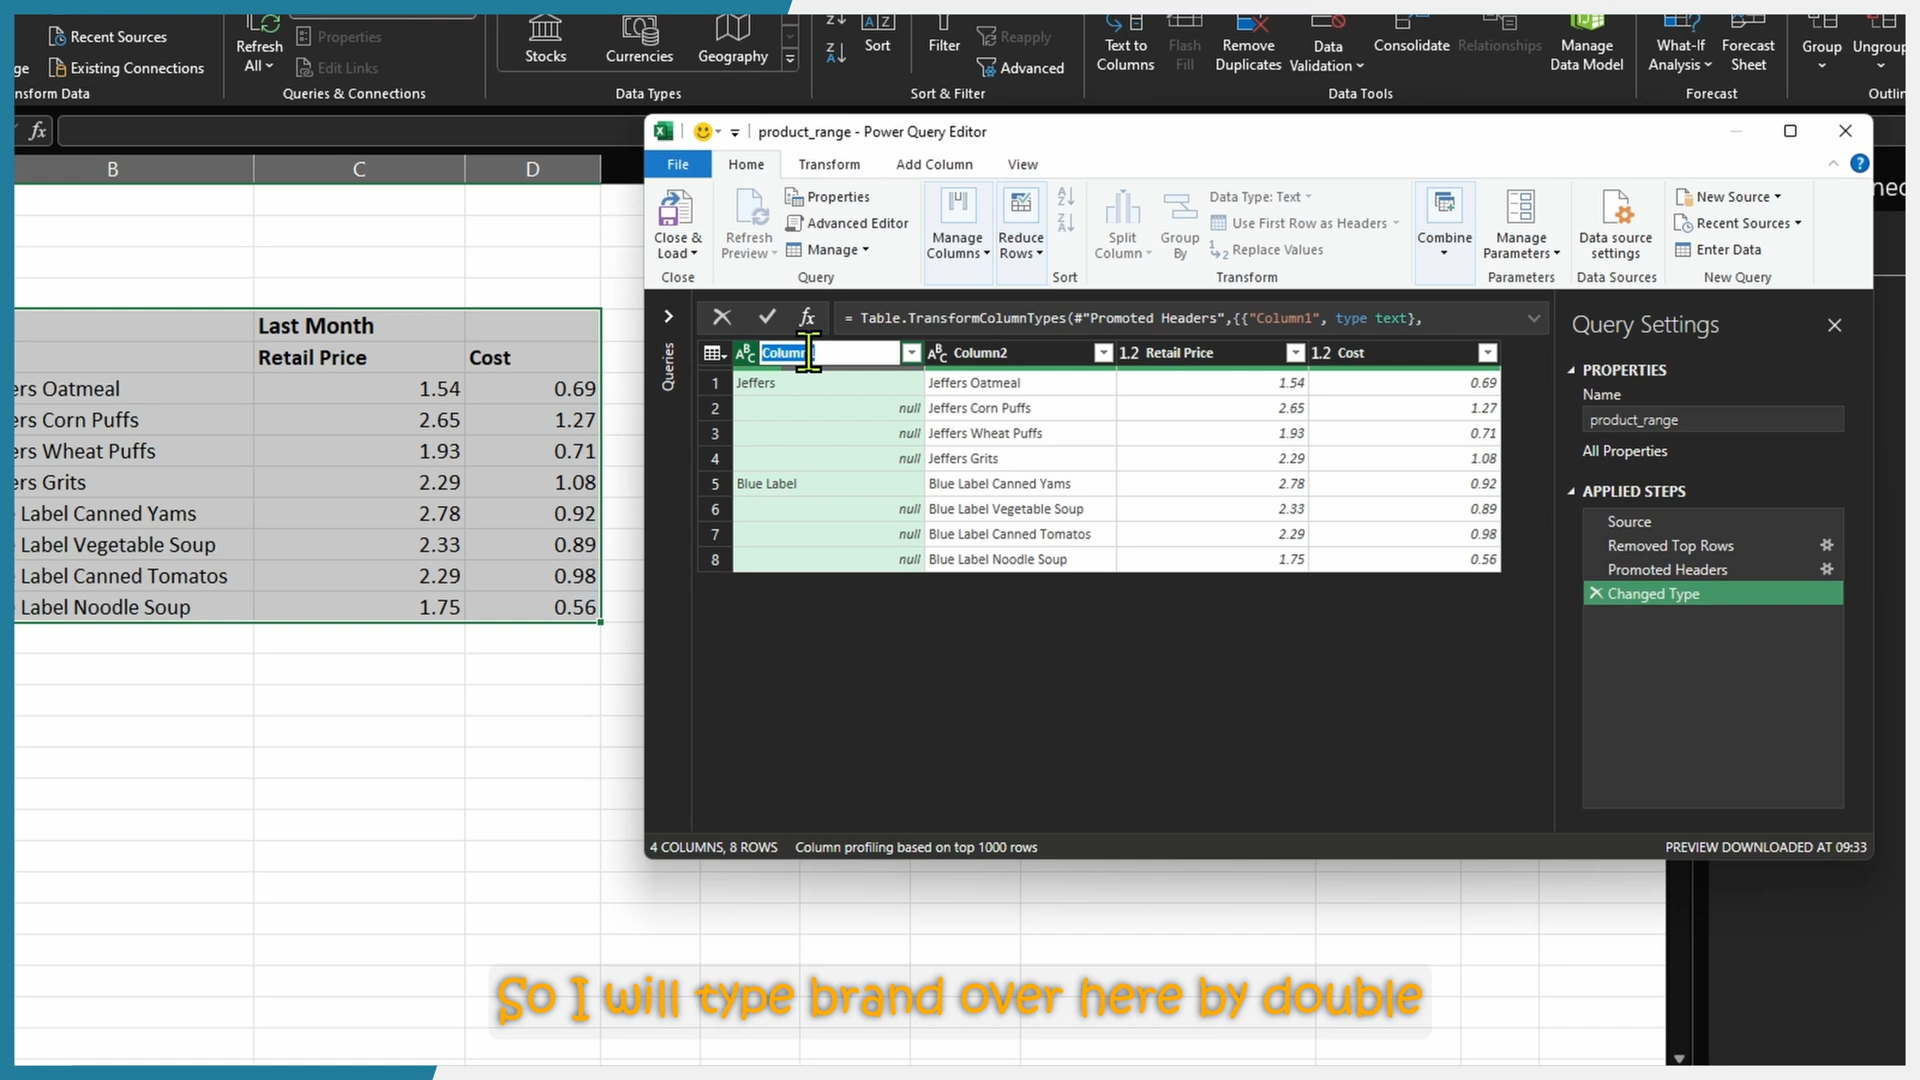 Recent Sources
Existing Connections
ge
nsform Data
Refresh
All
Properties
Edit Links
Queries & Connections
Stocks
Currencies
Geography
Data Types
Sort
Filter
Reapply
Advanced
Sort & Filter
Text to
Columns
Flash
Fill
Remove
Duplicates
Data
Validation
Consolidate
Relationships
Manage
Data Model
Data Tools
What-If
Analysis
Forecast
Sheet
Forecast
Group
Ungroup
Outlin
fx
B C D
Last Month
Retail Price Cost
ers Oatmeal 1.54 0.69
ers Corn Puffs 2.65 1.27
ers Wheat Puffs 1.93 0.71
ers Grits 2.29 1.08
Label Canned Yams 2.78 0.92
Label Vegetable Soup 2.33 0.89
Label Canned Tomatos 2.29 0.98
Label Noodle Soup 1.75 0.56
product_range - Power Query Editor
File Home Transform Add Column View
Close &
Load
Close
Refresh
Preview
Properties
Advanced Editor
Manage
Query
Manage
Columns
Reduce
Rows
Sort
Split
Column
Group
By
Data Type: Text
Use First Row as Headers
Replace Values
Transform
Combine
Manage
Parameters
Parameters
Data source
settings
Data Sources
New Source
Recent Sources
Enter Data
New Query
nec
Queries
fx = Table.TransformColumnTypes(#"Promoted Headers",{{"Column1", type text},
Column1 Column2 1.2 Retail Price 1.2 Cost
1 Jeffers Jeffers Oatmeal 1.54 0.69
2 null Jeffers Corn Puffs 2.65 1.27
3 null Jeffers Wheat Puffs 1.93 0.71
4 null Jeffers Grits 2.29 1.08
5 Blue Label Blue Label Canned Yams 2.78 0.92
6 null Blue Label Vegetable Soup 2.33 0.89
7 null Blue Label Canned Tomatos 2.29 0.98
8 null Blue Label Noodle Soup 1.75 0.56
Query Settings
PROPERTIES
Name
product_range
All Properties
APPLIED STEPS
Source
Removed Top Rows
Promoted Headers
Changed Type
4 COLUMNS, 8 ROWS Column profiling based on top 1000 rows
PREVIEW DOWNLOADED AT 09:33
So I will type brand over here by double